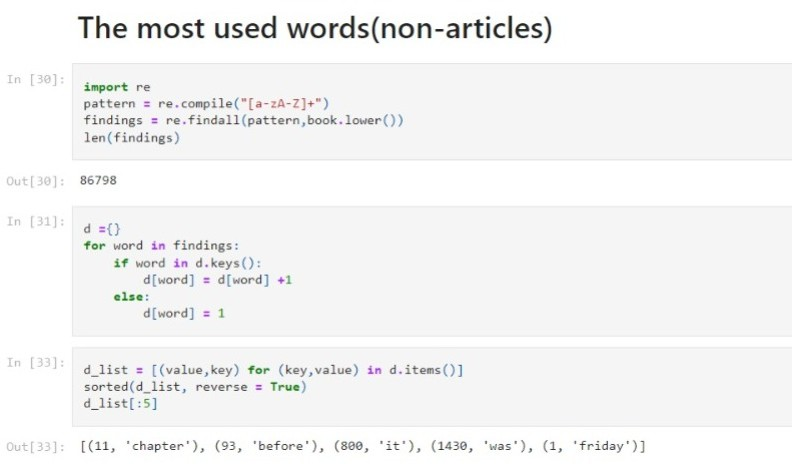 The most used words(non-articles)
In [30]:
import re
pattern = re.compile("[a-zA-Z]+")
findings = re.findall(pattern,book.lower())
len(findings)
Out[30]: 86798
In [31]:
d ={}
for word in findings:
    if word in d.keys():
        d[word] = d[word] +1
    else:
        d[word] = 1
In [33]:
d_list = [(value,key) for (key,value) in d.items()]
sorted(d_list, reverse = True)
d_list[:5]
Out[33]: [(11, 'chapter'), (93, 'before'), (800, 'it'), (1430, 'was'), (1, 'friday')]